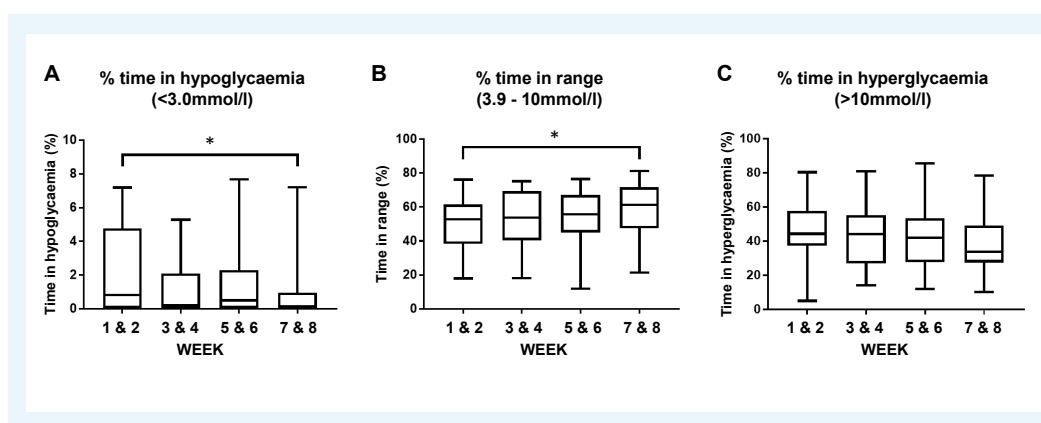 A
% time in hypoglycaemia
(<3.0mmol/l)
Time in hypoglycaemia (%)
10
8
6
4
2
0
*
1 & 2 3 & 4 5 & 6 7 & 8
WEEK
B
% time in range
(3.9 - 10mmol/l)
Time in range (%)
100
80
60
40
20
0
*
1 & 2 3 & 4 5 & 6 7 & 8
WEEK
C
% time in hyperglycaemia
(>10mmol/l)
Time in hyperglycaemia (%)
100
80
60
40
20
0
1 & 2 3 & 4 5 & 6 7 & 8
WEEK